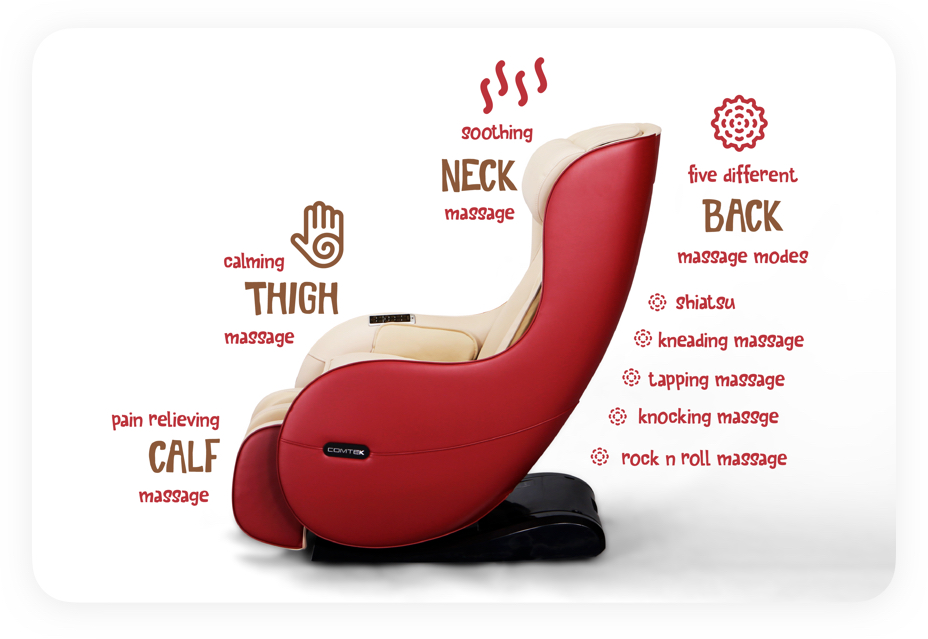 soothing
NECK
massage
five different
BACK
massage modes
shiatsu
kneading massage
tapping massage
knocking massge
rock n roll massage
calming
THIGH
massage
pain relieving
CALF
massage
COMTEK